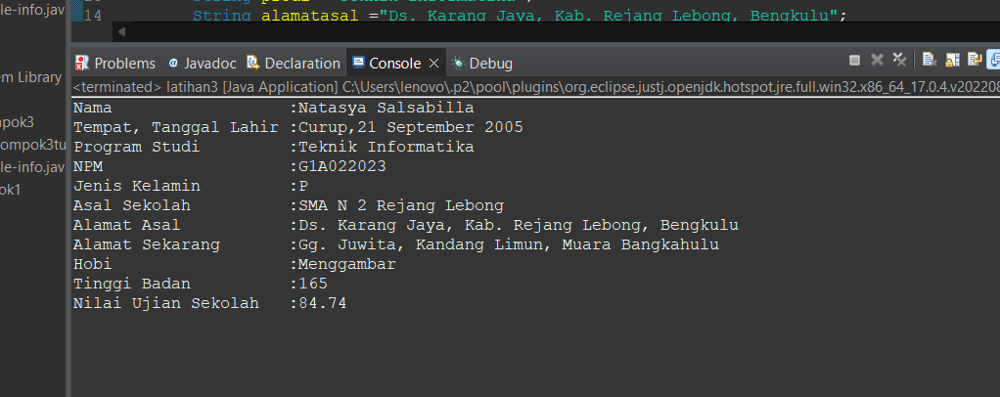 le-info.jav
14 String alamatasal ="Ds. Karang Jaya, Kab. Rejang Lebong, Bengkulu";
em Library
mpok3
ompok3tu
le-info.jav
ok1
Problems Javadoc Declaration Console Debug
<terminated> latihan3 [Java Application] C:\Users\lenovo\.p2\pool\plugins\org.eclipse.justj.openjdk.hotspot.jre.full.win32.x86_64_17.0.4.v202208
Nama :Natasya Salsabilla
Tempat, Tanggal Lahir :Curup,21 September 2005
Program Studi :Teknik Informatika
NPM :G1A022023
Jenis Kelamin :P
Asal Sekolah :SMA N 2 Rejang Lebong
Alamat Asal :Ds. Karang Jaya, Kab. Rejang Lebong, Bengkulu
Alamat Sekarang :Gg. Juwita, Kandang Limun, Muara Bangkahulu
Hobi :Menggambar
Tinggi Badan :165
Nilai Ujian Sekolah :84.74